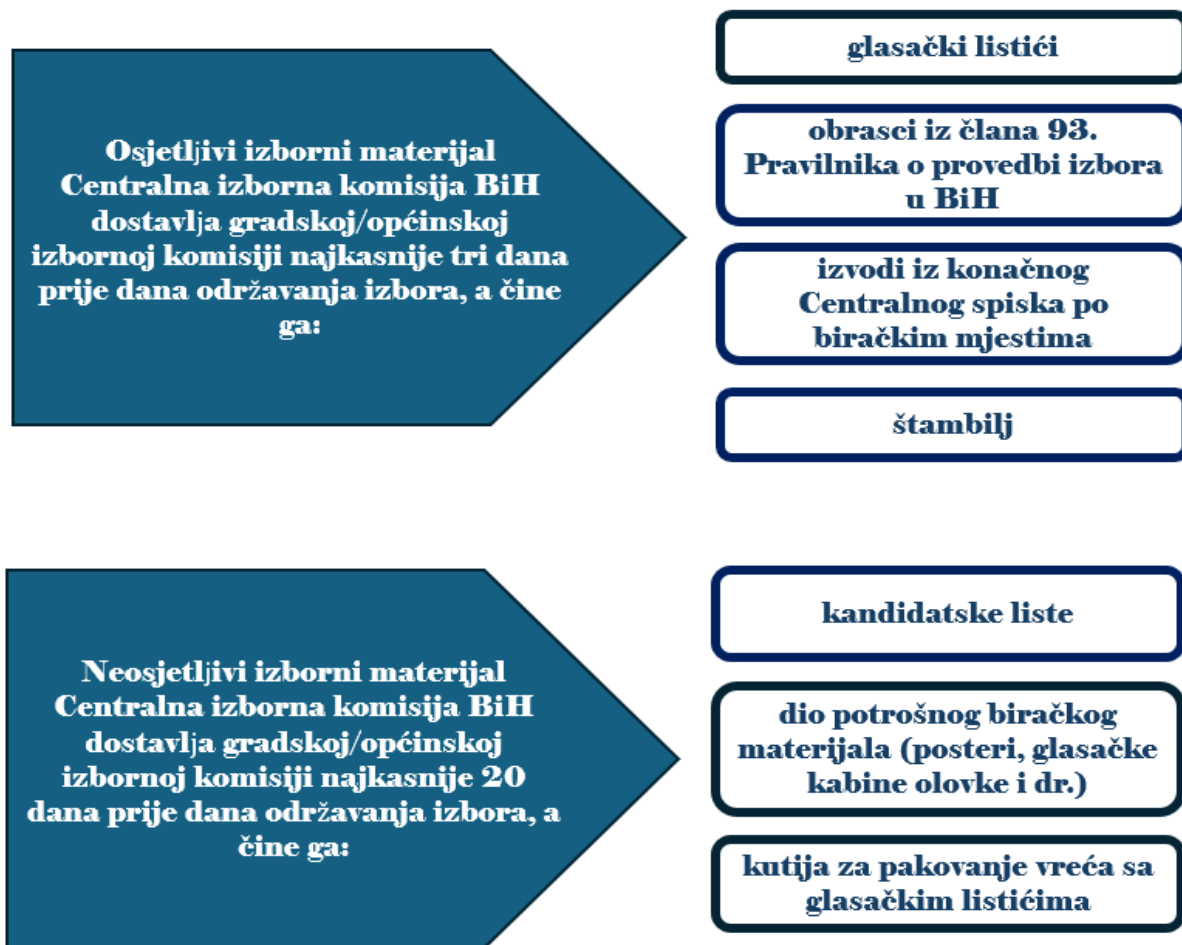 Osjetljivi izborni materijal
Centralna izborna komisija BiH
dostavlja gradskoj/općinskoj
izbornoj komisiji najkasnije tri dana
prije dana održavanja izbora, a čine
ga:
glasački listići
obrasci iz člana 93.
Pravilnika o provedbi izbora
u BiH
izvodi iz konačnog
Centralnog spiska po
biračkim mjestima
štambilj
Neosjetljivi izborni materijal
Centralna izborna komisija BiH
dostavlja gradskoj/općinskoj
izbornoj komisiji najkasnije 20
dana prije dana održavanja izbora, a
čine ga:
kandidatske liste
dio potrošnog biračkog
materijala (posteri, glasačke
kabine olovke i dr.)
kutija za pakovanje vreća sa
glasačkim listićima